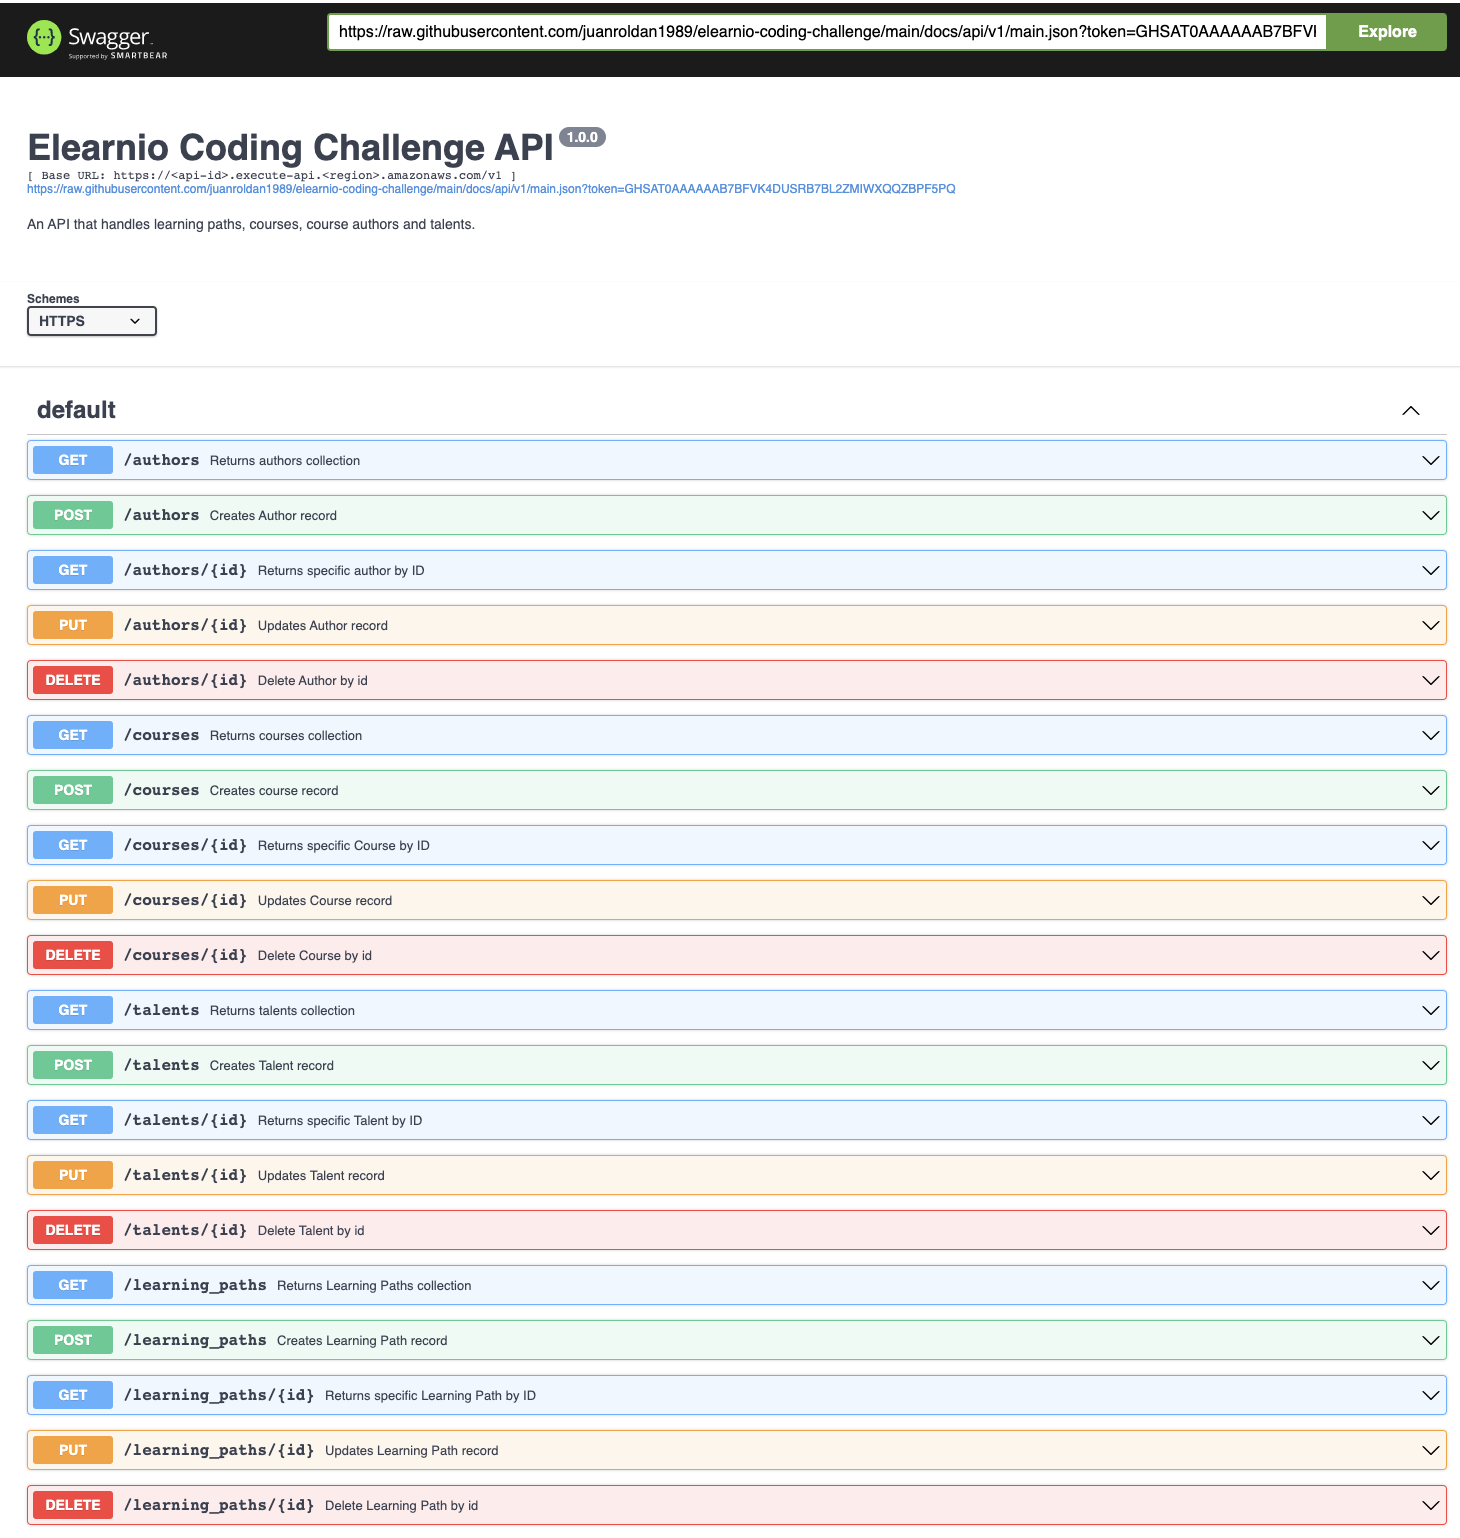 Swagger
Supported by SMARTBEAR
https://raw.githubusercontent.com/juanroldan1989/elearnio-coding-challenge/main/docs/api/v1/main.json?token=GHSAT0AAAAAAB7BFVI
Explore
Elearnio Coding Challenge API 1.0.0
[ Base URL: https://<api-id>.execute-api.<region>.amazonaws.com/v1 ]
https://raw.githubusercontent.com/juanroldan1989/elearnio-coding-challenge/main/docs/api/v1/main.json?token=GHSAT0AAAAAAB7BFVK4DUSRB7BL2ZMIWXQQZBPF5PQ
An API that handles learning paths, courses, course authors and talents.
Schemes
HTTPS
default
GET /authors Returns authors collection
POST /authors Creates Author record
GET /authors/{id} Returns specific author by ID
PUT /authors/{id} Updates Author record
DELETE /authors/{id} Delete Author by id
GET /courses Returns courses collection
POST /courses Creates course record
GET /courses/{id} Returns specific Course by ID
PUT /courses/{id} Updates Course record
DELETE /courses/{id} Delete Course by id
GET /talents Returns talents collection
POST /talents Creates Talent record
GET /talents/{id} Returns specific Talent by ID
PUT /talents/{id} Updates Talent record
DELETE /talents/{id} Delete Talent by id
GET /learning_paths Returns Learning Paths collection
POST /learning_paths Creates Learning Path record
GET /learning_paths/{id} Returns specific Learning Path by ID
PUT /learning_paths/{id} Updates Learning Path record
DELETE /learning_paths/{id} Delete Learning Path by id